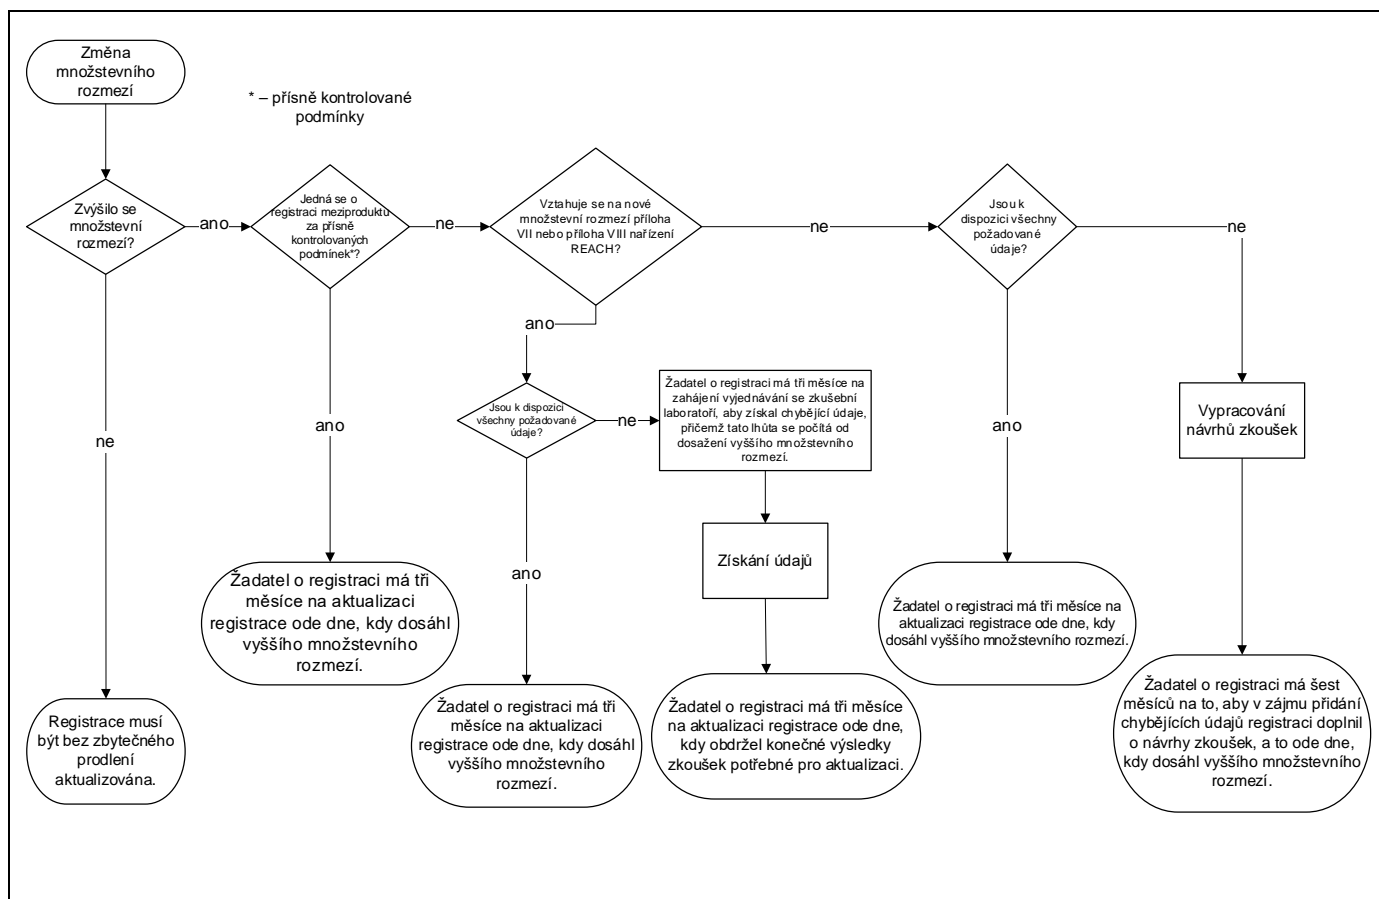 Změna
množstevního
rozmezí
* – přísně kontrolované
podmínky
Zvýšilo se
množstevní
rozmezí?
ano
Jedná se o
registraci meziproduktu
za přísně
kontrolovaných
podmínek*?
ne
Vztahuje se na nové
množstevní rozmezí příloha
VII nebo příloha VIII nařízení
REACH?
ne
Jsou k
dispozici všechny
požadované
údaje?
ne
ano
Jsou k dispozici
všechny požadované
údaje?
ne
Žadatel o registraci má tři měsíce na
zahájení vyjednávání se zkušební
laboratoří, aby získal chybějící údaje,
přičemž tato lhůta se počítá od
dosažení vyššího množstevního
rozmezí.
Vypracování
návrhů zkoušek
ne
ano
ano
ano
Získání údajů
Žadatel o registraci má tři
měsíce na aktualizaci
registrace ode dne, kdy
dosáhl vyššího množstevního
rozmezí.
Žadatel o registraci má tři měsíce na
aktualizaci registrace ode dne, kdy
dosáhl vyššího množstevního rozmezí.
Registrace musí
být bez zbytečného
prodlení
aktualizována.
Žadatel o registraci má tři
měsíce na aktualizaci
registrace ode dne, kdy dosáhl
vyššího množstevního
rozmezí.
Žadatel o registraci má tři měsíce
na aktualizaci registrace ode dne,
kdy obdržel konečné výsledky
zkoušek potřebné pro aktualizaci.
Žadatel o registraci má šest
měsíců na to, aby v zájmu přidání
chybějících údajů registraci doplnil
o návrhy zkoušek, a to ode dne,
kdy dosáhl vyššího množstevního
rozmezí.